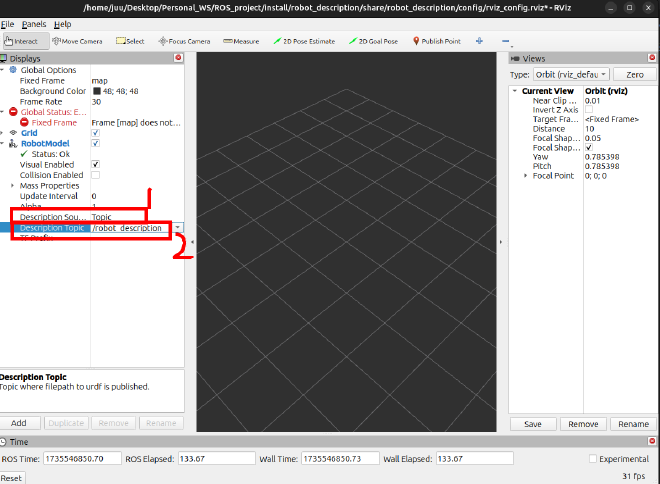 /home/juu/Desktop/Personal_WS/ROS_project/install/robot_description/share/robot_description/config/rviz_config.rviz* - RViz
File Panels Help
Interact Move Camera Select Focus Camera Measure 2D Pose Estimate 2D Goal Pose Publish Point
Displays
Global Options
Fixed Frame map
Background Color 48; 48; 48
Frame Rate 30
Global Status: E...
Fixed Frame Frame [map] does not...
Grid
RobotModel
Status: Ok
Visual Enabled
Collision Enabled
Mass Properties
Update Interval 0
Alpha 1
Description Sou... Topic
Description Topic /robot_description
TF Prefix
1
2
Description Topic
Topic where filepath to urdf is published.
Add Duplicate Remove Rename
Views
Type: Orbit (rviz_defau Zero
Current View Orbit (rviz)
Near Clip ... 0.01
Invert Z Axis
Target Fra... <Fixed Frame>
Distance 10
Focal Shap... 0.05
Focal Shap...
Yaw 0.785398
Pitch 0.785398
Focal Point 0; 0; 0
Save Remove Rename
Time
ROS Time: 1735546850.70 ROS Elapsed: 133.67 Wall Time: 1735546850.73 Wall Elapsed: 133.67 Experimental
Reset 31 fps